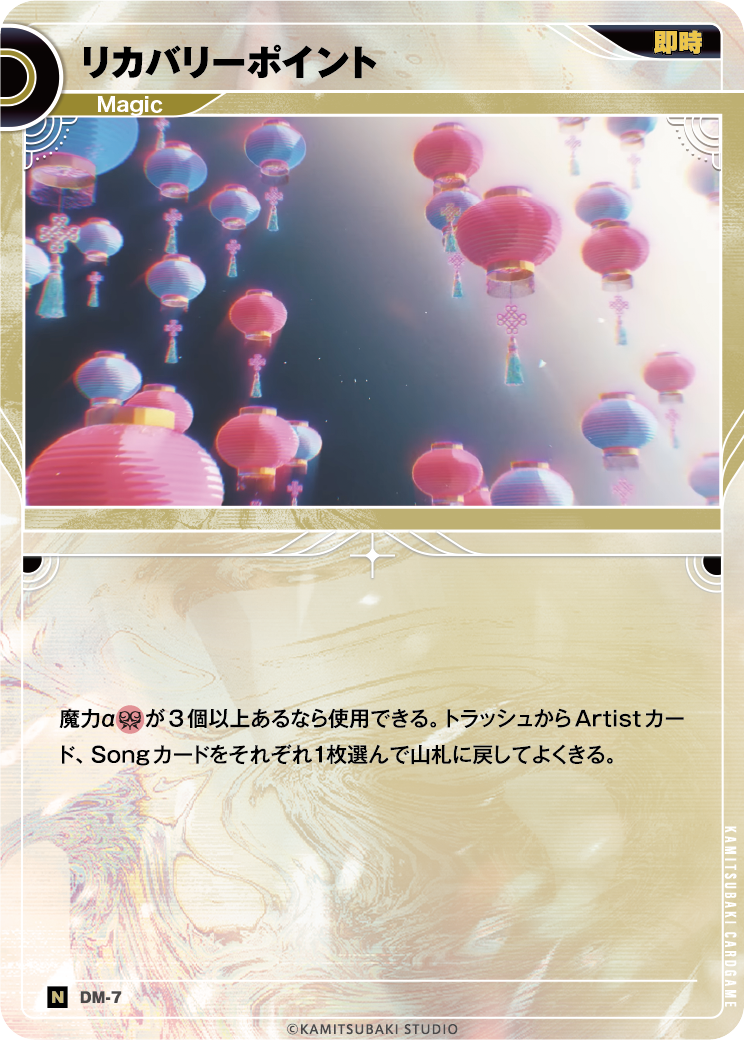 リカバリーポイント
即時
Magic
魔力αが３個以上あるなら使用できる。トラッシュからArtistカー
ド、Songカードをそれぞれ1枚選んで山札に戻してよくきる。
KAMITSUBAKI CARDGAME
N DM-7
©KAMITSUBAKI STUDIO